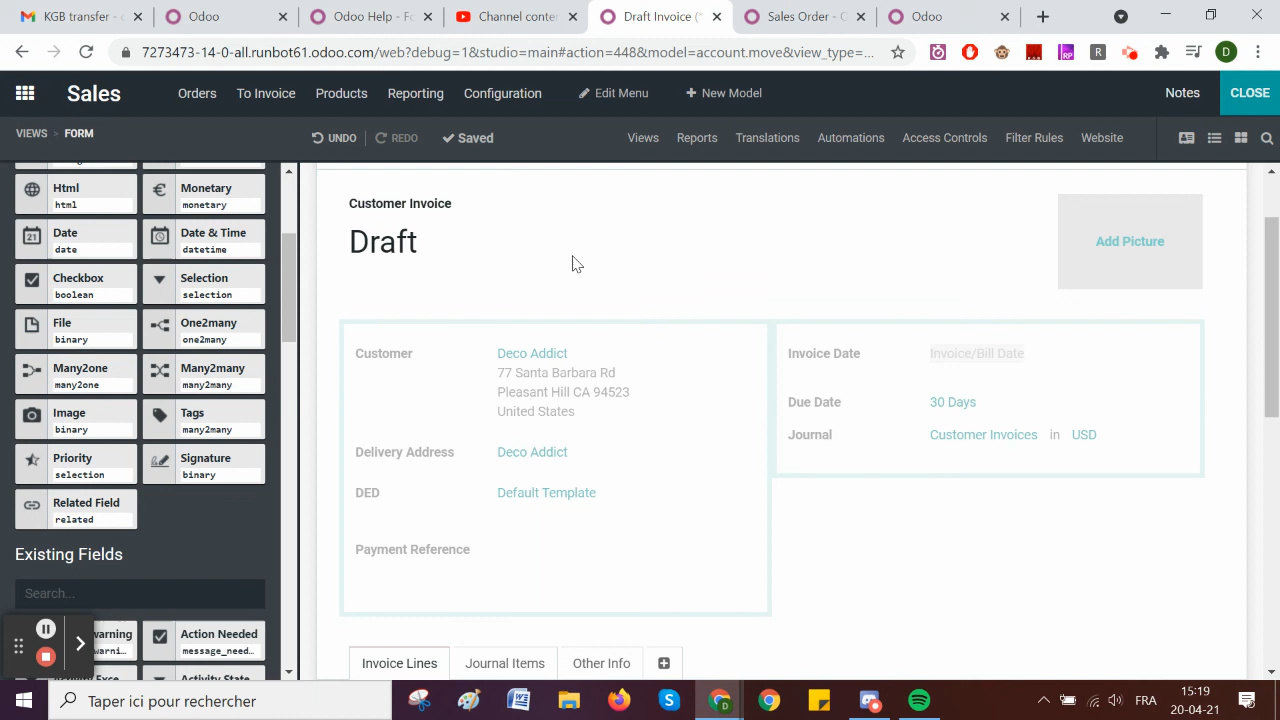 KGB transfer -
Odoo
Odoo Help - Fo
Channel conte
Draft Invoice (*
Sales Order - O
Odoo
7273473-14-0-all.runbot61.odoo.com/web?debug=1&studio=main#action=448&model=account.move&view_type=...
R
RP
D
Sales
Orders
To Invoice
Products
Reporting
Configuration
Edit Menu
New Model
Notes
CLOSE
VIEWS > FORM
UNDO
REDO
Saved
Views
Reports
Translations
Automations
Access Controls
Filter Rules
Website
Html
html
Monetary
monetary
Date
date
Date & Time
datetime
Checkbox
boolean
Selection
selection
File
binary
One2many
one2many
Many2one
many2one
Many2many
many2many
Image
binary
Tags
many2many
Priority
selection
Signature
binary
Related Field
related
Existing Fields
Search...
warning
warni...
Action Needed
message_need...
Activity State
Customer Invoice
Draft
Add Picture
Customer
Deco Addict
77 Santa Barbara Rd
Pleasant Hill CA 94523
United States
Delivery Address
Deco Addict
DED
Default Template
Payment Reference
Invoice Date
Invoice/Bill Date
Due Date
30 Days
Journal
Customer Invoices in USD
Invoice Lines
Journal Items
Other Info
Taper ici pour rechercher
FRA
15:19
20-04-21